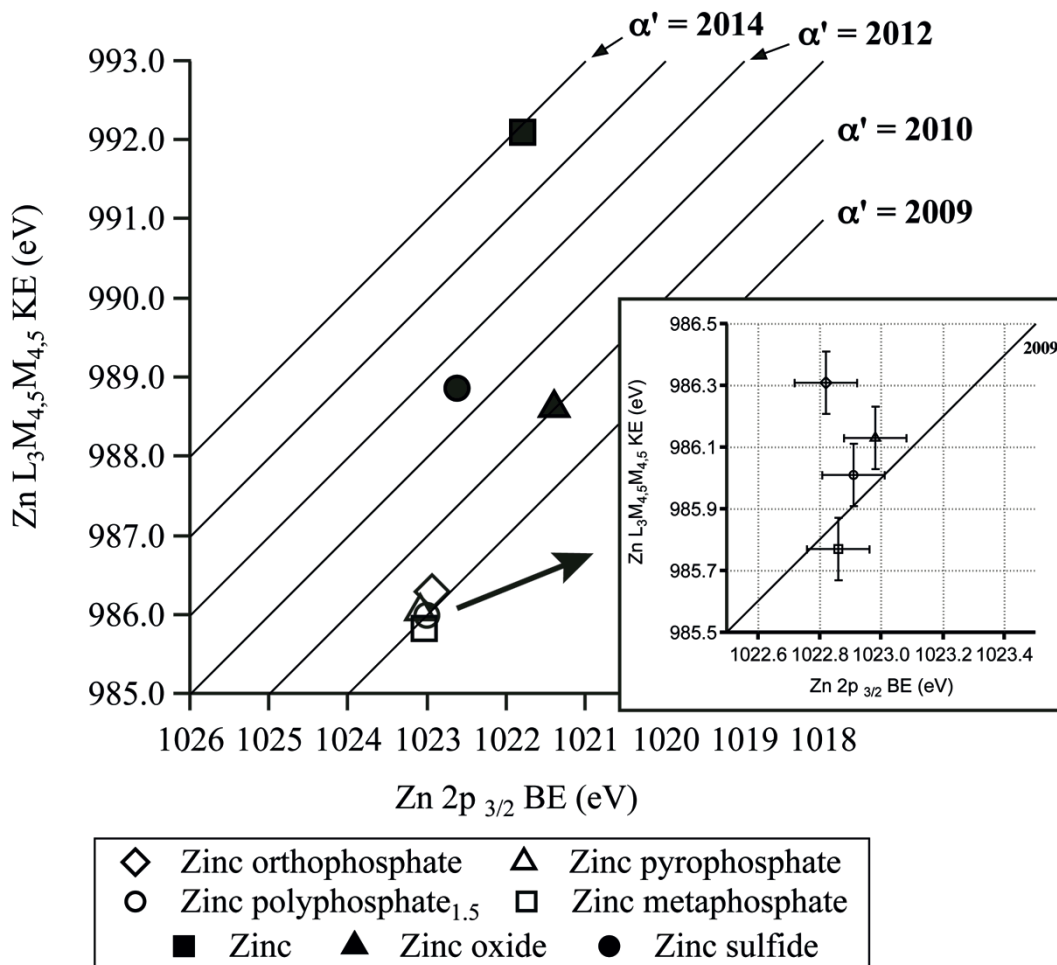 α' = 2014
α' = 2012
α' = 2010
α' = 2009
Zn L3M4,5M4,5 KE (eV)
993.0
992.0
991.0
990.0
989.0
988.0
987.0
986.0
985.0
1026 1025 1024 1023 1022 1021 1020 1019 1018
Zn 2p 3/2 BE (eV)
Zn L3M4,5M4,5 KE (eV)
986.5
986.3
986.1
985.9
985.7
985.5
2009
1022.6 1022.8 1023.0 1023.2 1023.4
Zn 2p 3/2 BE (eV)
Zinc orthophosphate Zinc pyrophosphate
Zinc polyphosphate1.5 Zinc metaphosphate
Zinc Zinc oxide Zinc sulfide